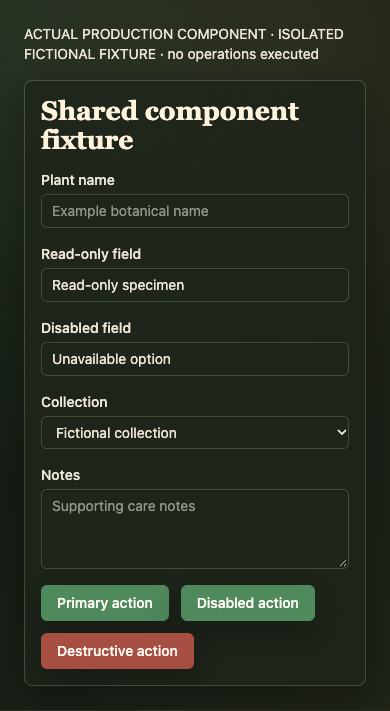 ACTUAL PRODUCTION COMPONENT · ISOLATED
FICTIONAL FIXTURE · no operations executed
Shared component
fixture
Plant name
Example botanical name
Read-only field
Read-only specimen
Disabled field
Unavailable option
Collection
Fictional collection
Notes
Supporting care notes
Primary action
Disabled action
Destructive action